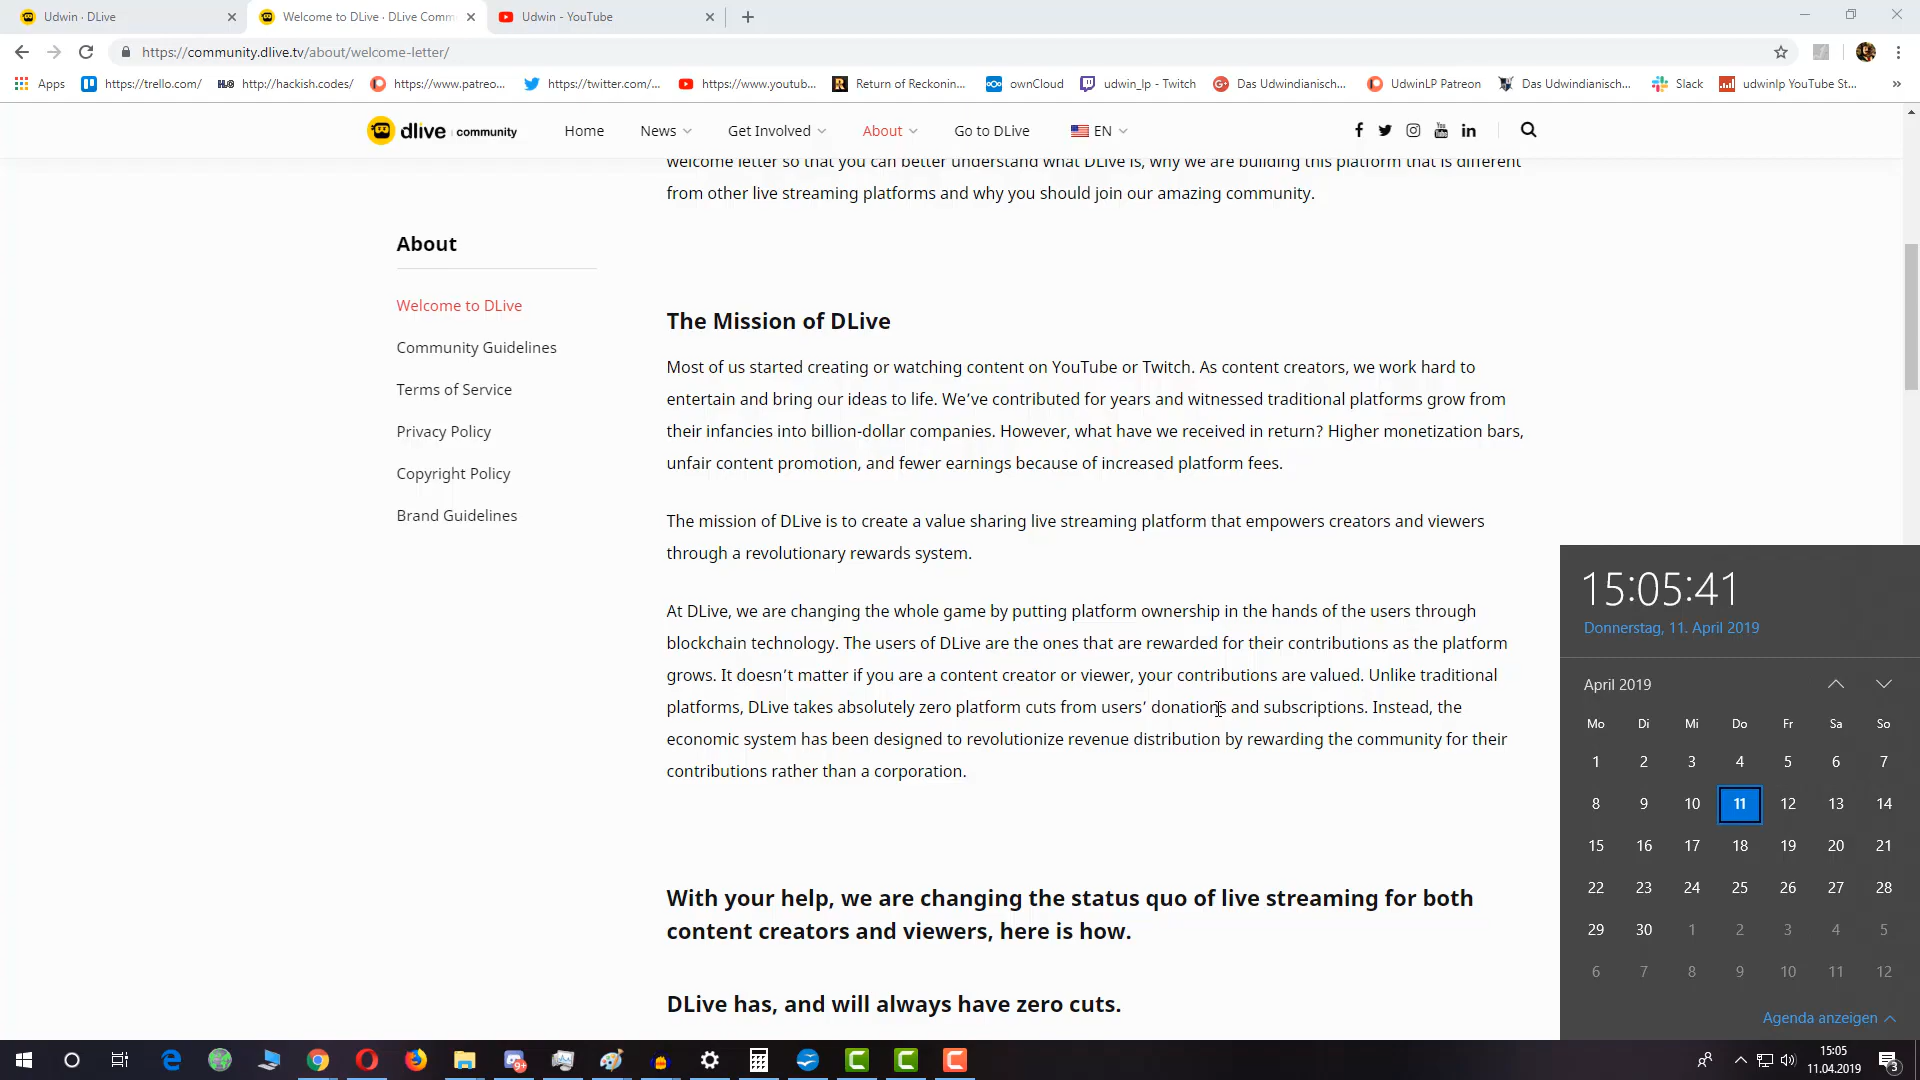 Udwin · DLive
Welcome to DLive · DLive Comm
Udwin - YouTube
https://community.dlive.tv/about/welcome-letter/
Apps
https://trello.com/
http://hackish.codes/
https://www.patreo...
https://twitter.com/...
https://www.youtub...
Return of Reckonin...
ownCloud
udwin_lp - Twitch
Das Udwindianisch...
UdwinLP Patreon
Das Udwindianisch...
Slack
udwinlp YouTube St...
dlive community
Home
News
Get Involved
About
Go to DLive
EN
welcome letter so that you can better understand what DLive is, why we are building this platform that is different
from other live streaming platforms and why you should join our amazing community.
About
Welcome to DLive
Community Guidelines
Terms of Service
Privacy Policy
Copyright Policy
Brand Guidelines
The Mission of DLive
Most of us started creating or watching content on YouTube or Twitch. As content creators, we work hard to
entertain and bring our ideas to life. We’ve contributed for years and witnessed traditional platforms grow from
their infancies into billion-dollar companies. However, what have we received in return? Higher monetization bars,
unfair content promotion, and fewer earnings because of increased platform fees.
The mission of DLive is to create a value sharing live streaming platform that empowers creators and viewers
through a revolutionary rewards system.
At DLive, we are changing the whole game by putting platform ownership in the hands of the users through
blockchain technology. The users of DLive are the ones that are rewarded for their contributions as the platform
grows. It doesn’t matter if you are a content creator or viewer, your contributions are valued. Unlike traditional
platforms, DLive takes absolutely zero platform cuts from users’ donations and subscriptions. Instead, the
economic system has been designed to revolutionize revenue distribution by rewarding the community for their
contributions rather than a corporation.
With your help, we are changing the status quo of live streaming for both
content creators and viewers, here is how.
DLive has, and will always have zero cuts.
15:05:41
Donnerstag, 11. April 2019
April 2019
Mo Di Mi Do Fr Sa So
1 2 3 4 5 6 7
8 9 10 11 12 13 14
15 16 17 18 19 20 21
22 23 24 25 26 27 28
29 30 1 2 3 4 5
6 7 8 9 10 11 12
Agenda anzeigen
9+
15:05
11.04.2019
3